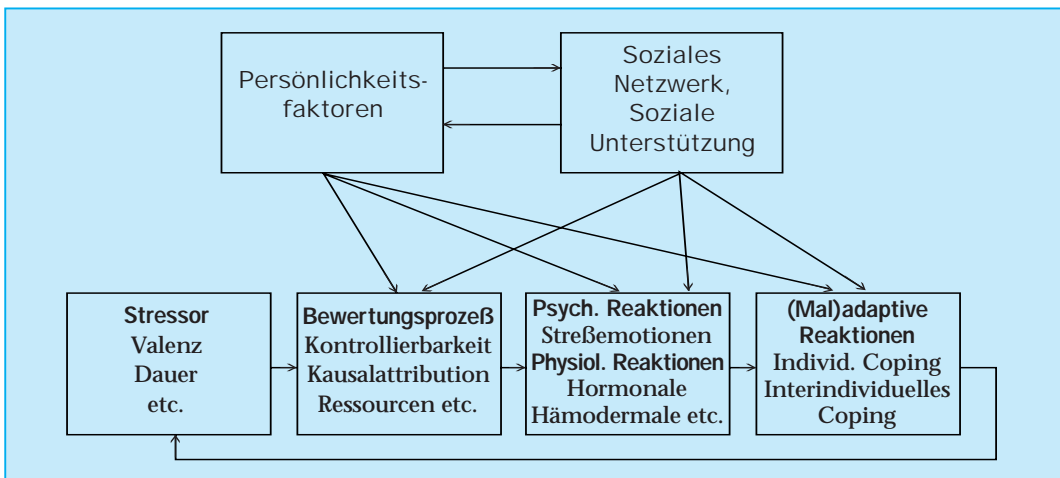 Persönlichkeits-
faktoren
Soziales
Netzwerk,
Soziale
Unterstützung
Stressor
Valenz
Dauer
etc.
Bewertungsprozeß
Kontrollierbarkeit
Kausalattribution
Ressourcen etc.
Psych. Reaktionen
Streßemotionen
Physiol. Reaktionen
Hormonale
Hämodermale etc.
(Mal)adaptive
Reaktionen
Individ. Coping
Interindividuelles
Coping